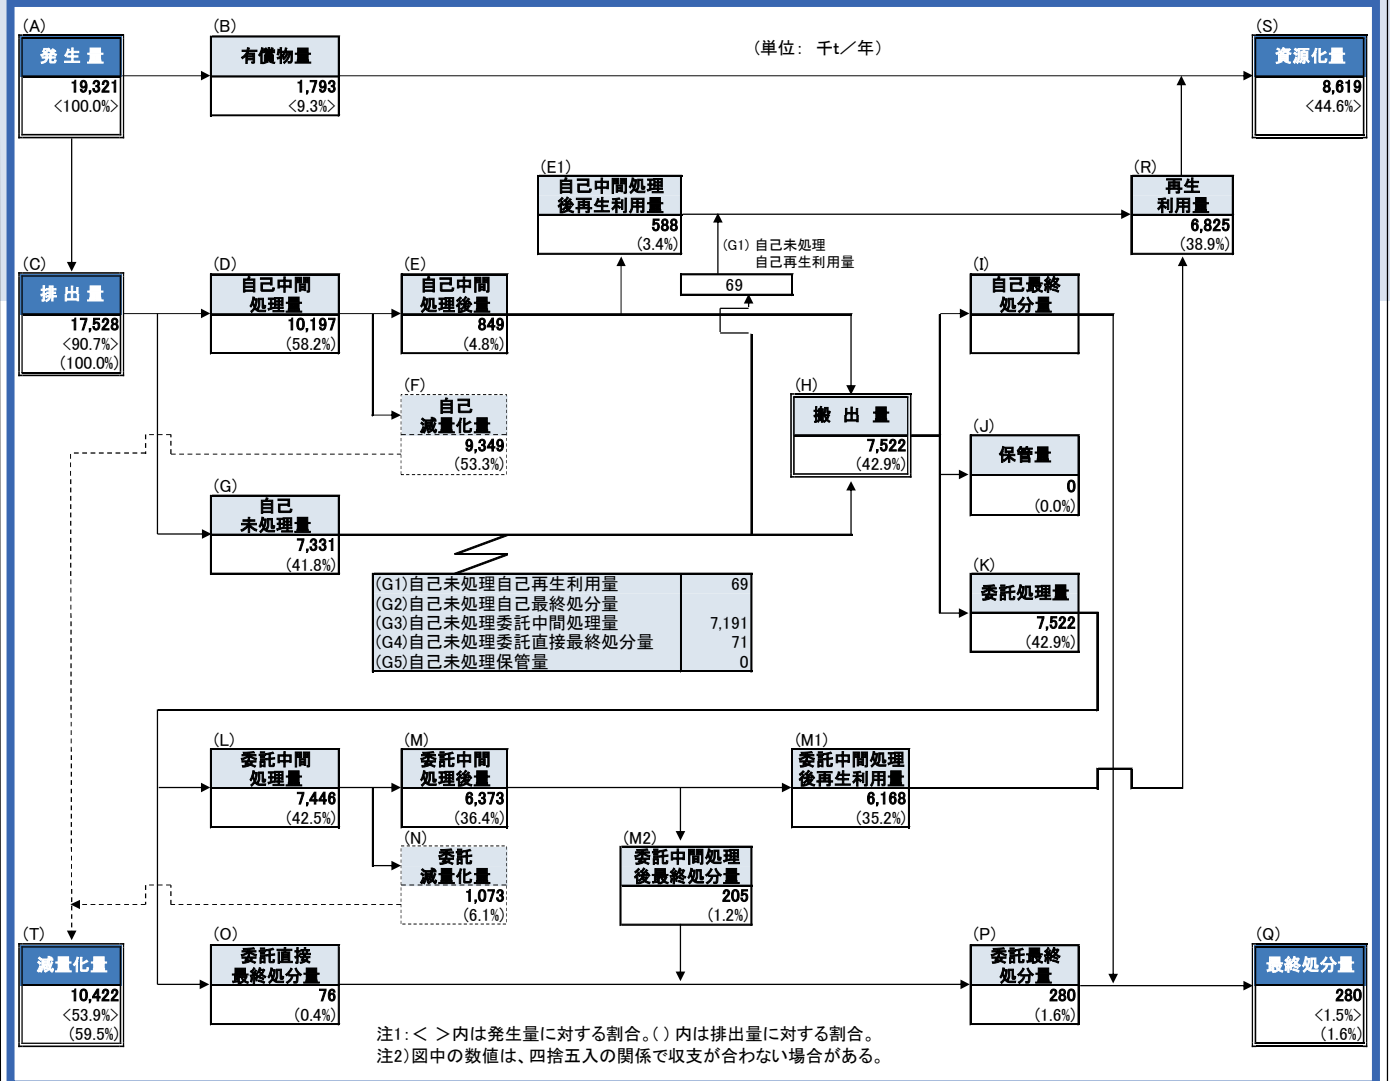 (A)
発生量
19,321
<100.0%>
(B)
有償物量
1,793
<9.3%>
(単位： 千t／年)
(S)
資源化量
8,619
<44.6%>
(E1)
自己中間処理
後再生利用量
588
(3.4%)
(R)
再生
利用量
6,825
(38.9%)
(G1) 自己未処理
自己再生利用量
69
(C)
排出量
17,528
<90.7%>
(100.0%)
(D)
自己中間
処理量
10,197
(58.2%)
(E)
自己中間
処理後量
849
(4.8%)
(I)
自己最終
処分量
(F)
自己
減量化量
9,349
(53.3%)
(H)
搬出量
7,522
(42.9%)
(J)
保管量
0
(0.0%)
(G)
自己
未処理量
7,331
(41.8%)
(G1)自己未処理自己再生利用量 69
(G2)自己未処理自己最終処分量
(G3)自己未処理委託中間処理量 7,191
(G4)自己未処理委託直接最終処分量 71
(G5)自己未処理保管量 0
(K)
委託処理量
7,522
(42.9%)
(L)
委託中間
処理量
7,446
(42.5%)
(M)
委託中間
処理後量
6,373
(36.4%)
(M1)
委託中間処理
後再生利用量
6,168
(35.2%)
(N)
委託
減量化量
1,073
(6.1%)
(M2)
委託中間処理
後最終処分量
205
(1.2%)
(T)
減量化量
10,422
<53.9%>
(59.5%)
(O)
委託直接
最終処分量
76
(0.4%)
(P)
委託最終
処分量
280
(1.6%)
(Q)
最終処分量
280
<1.5%>
(1.6%)
注1：＜ ＞内は発生量に対する割合。( ) 内は排出量に対する割合。
注2）図中の数値は、四捨五入の関係で収支が合わない場合がある。